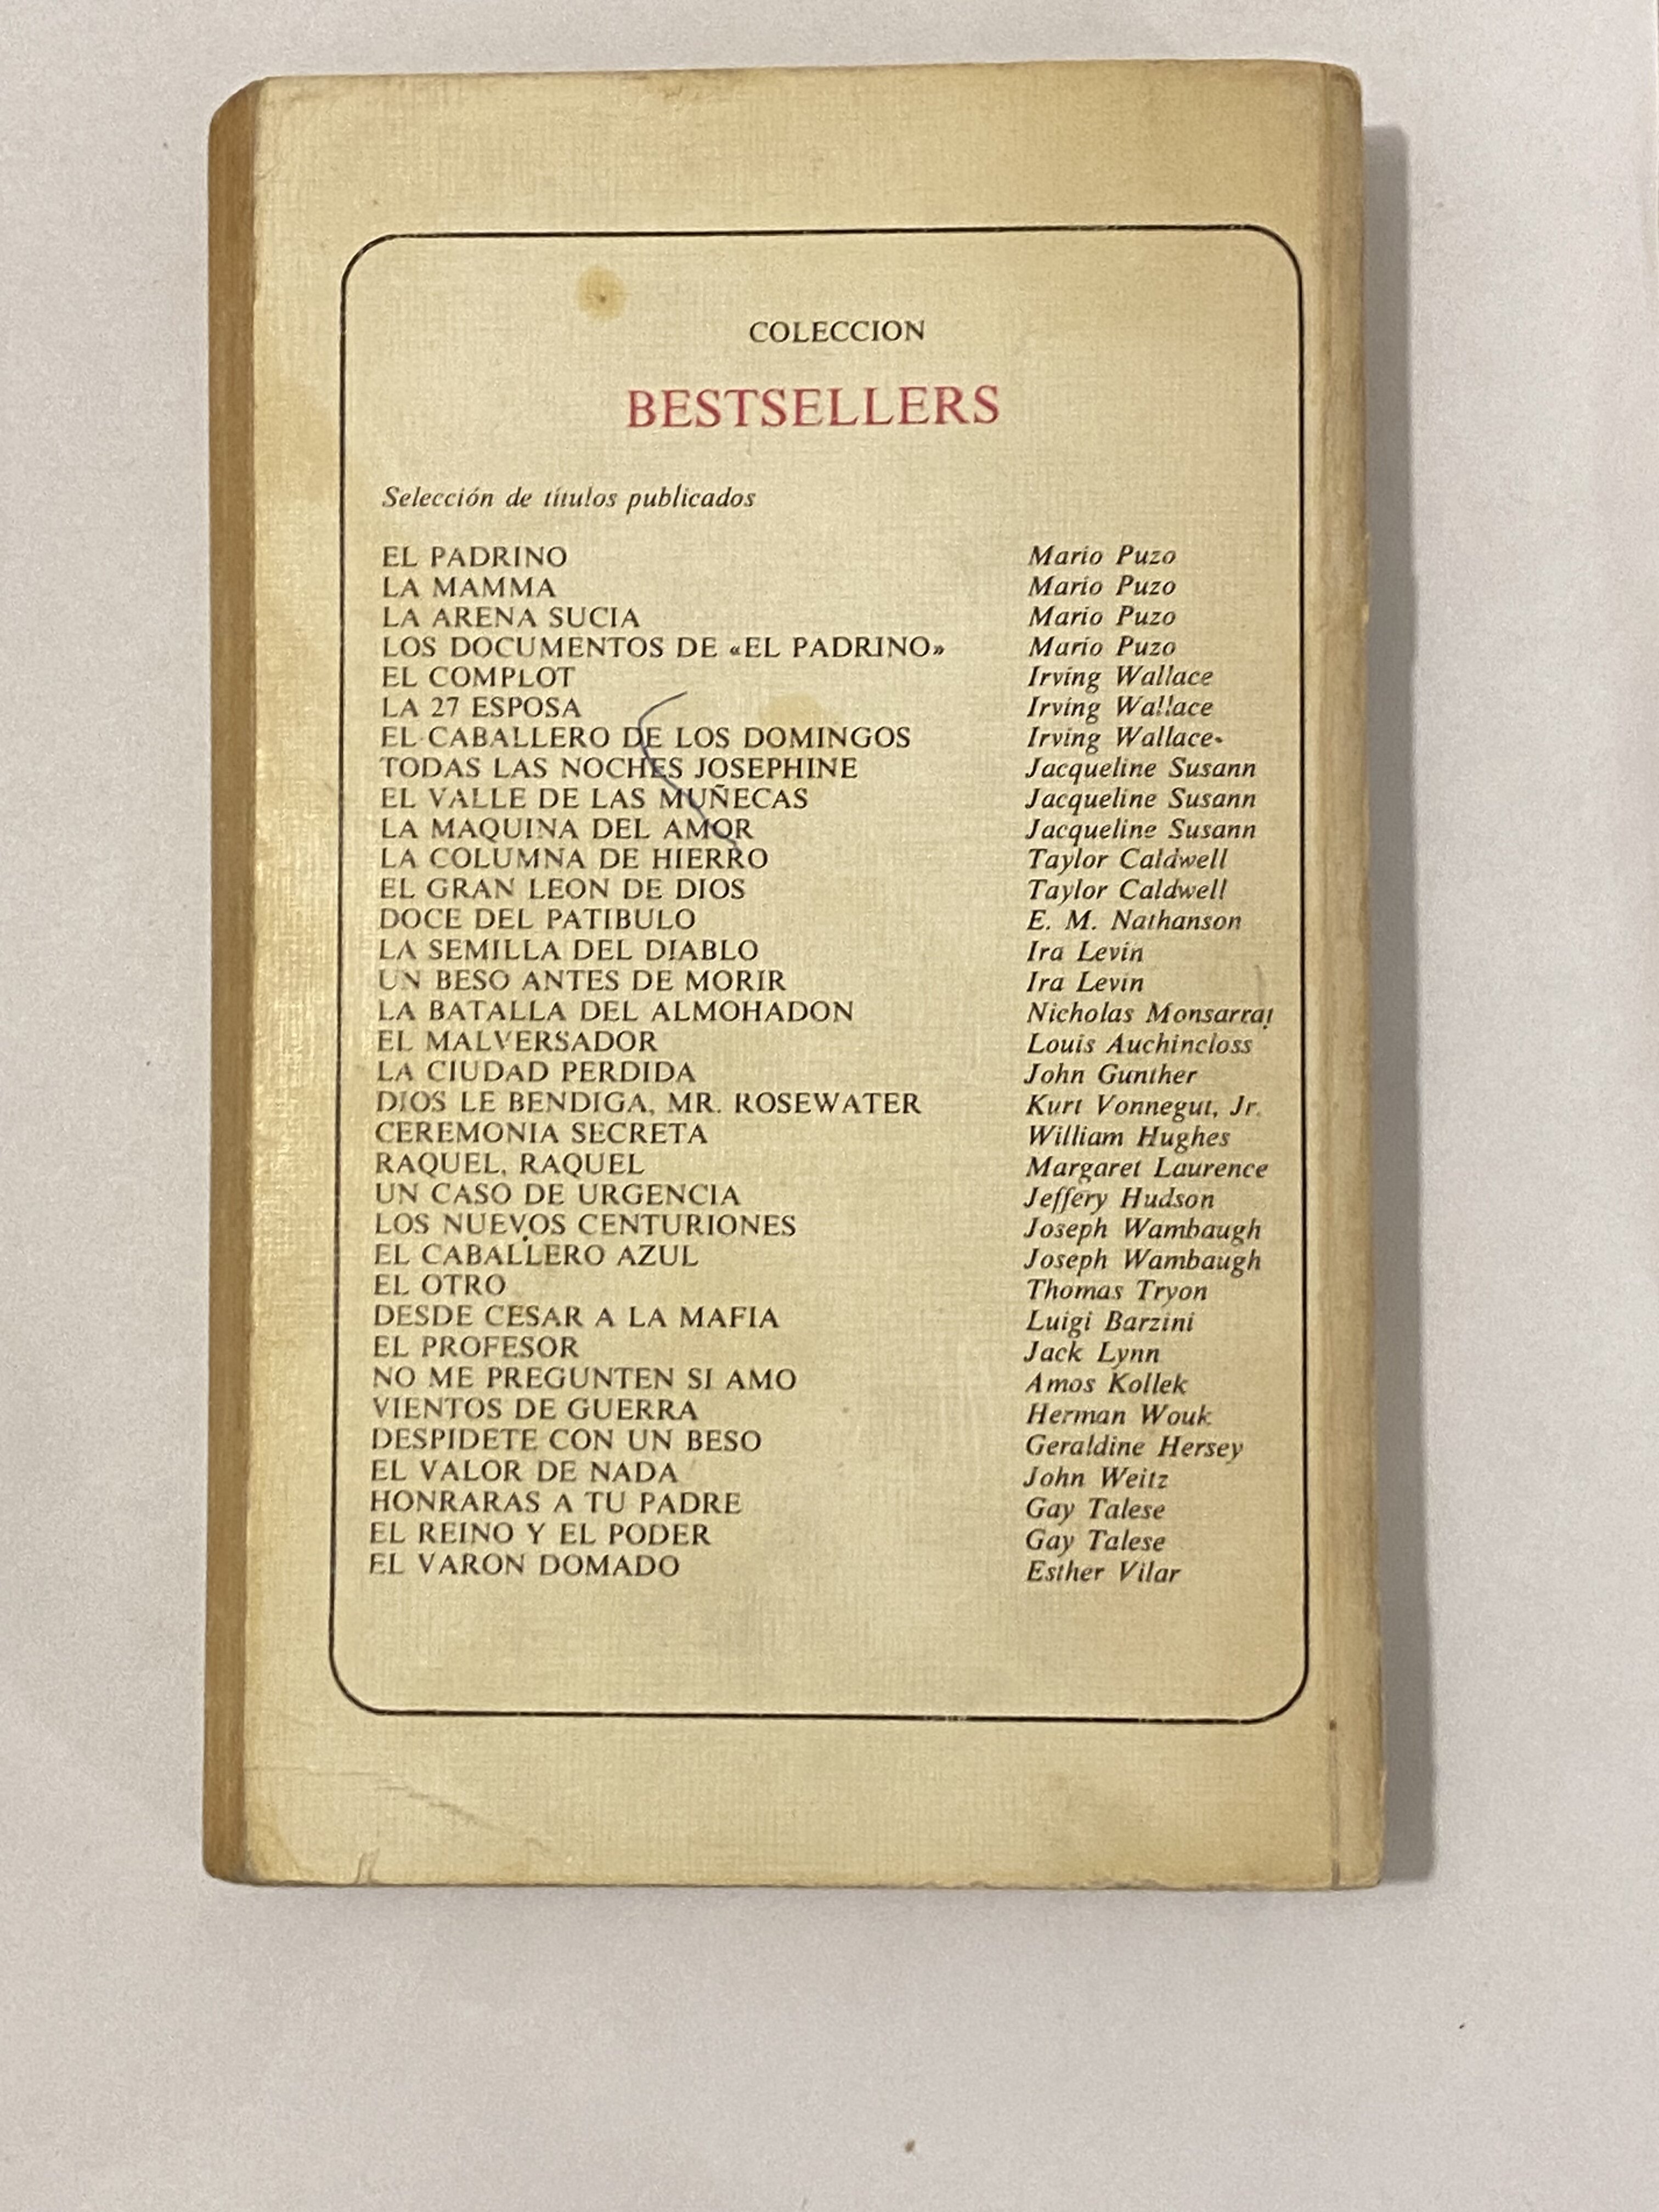 COLECCION
BESTSELLERS
Selección de títulos publicados
EL PADRINO Mario Puzo
LA MAMMA Mario Puzo
LA ARENA SUCIA Mario Puzo
LOS DOCUMENTOS DE «EL PADRINO» Mario Puzo
EL COMPLOT Irving Wallace
LA 27 ESPOSA Irving Wallace
EL CABALLERO DE LOS DOMINGOS Irving Wallace
TODAS LAS NOCHES JOSEPHINE Jacqueline Susann
EL VALLE DE LAS MUÑECAS Jacqueline Susann
LA MAQUINA DEL AMOR Jacqueline Susann
LA COLUMNA DE HIERRO Taylor Caldwell
EL GRAN LEON DE DIOS Taylor Caldwell
DOCE DEL PATIBULO E. M. Nathanson
LA SEMILLA DEL DIABLO Ira Levin
UN BESO ANTES DE MORIR Ira Levin
LA BATALLA DEL ALMOHADON Nicholas Monsarrat
EL MALVERSADOR Louis Auchincloss
LA CIUDAD PERDIDA John Gunther
DIOS LE BENDIGA, MR. ROSEWATER Kurt Vonnegut, Jr.
CEREMONIA SECRETA William Hughes
RAQUEL, RAQUEL Margaret Laurence
UN CASO DE URGENCIA Jeffery Hudson
LOS NUEVOS CENTURIONES Joseph Wambaugh
EL CABALLERO AZUL Joseph Wambaugh
EL OTRO Thomas Tryon
DESDE CESAR A LA MAFIA Luigi Barzini
EL PROFESOR Jack Lynn
NO ME PREGUNTEN SI AMO Amos Kollek
VIENTOS DE GUERRA Herman Wouk
DESPIDETE CON UN BESO Geraldine Hersey
EL VALOR DE NADA John Weitz
HONRARAS A TU PADRE Gay Talese
EL REINO Y EL PODER Gay Talese
EL VARON DOMADO Esther Vilar